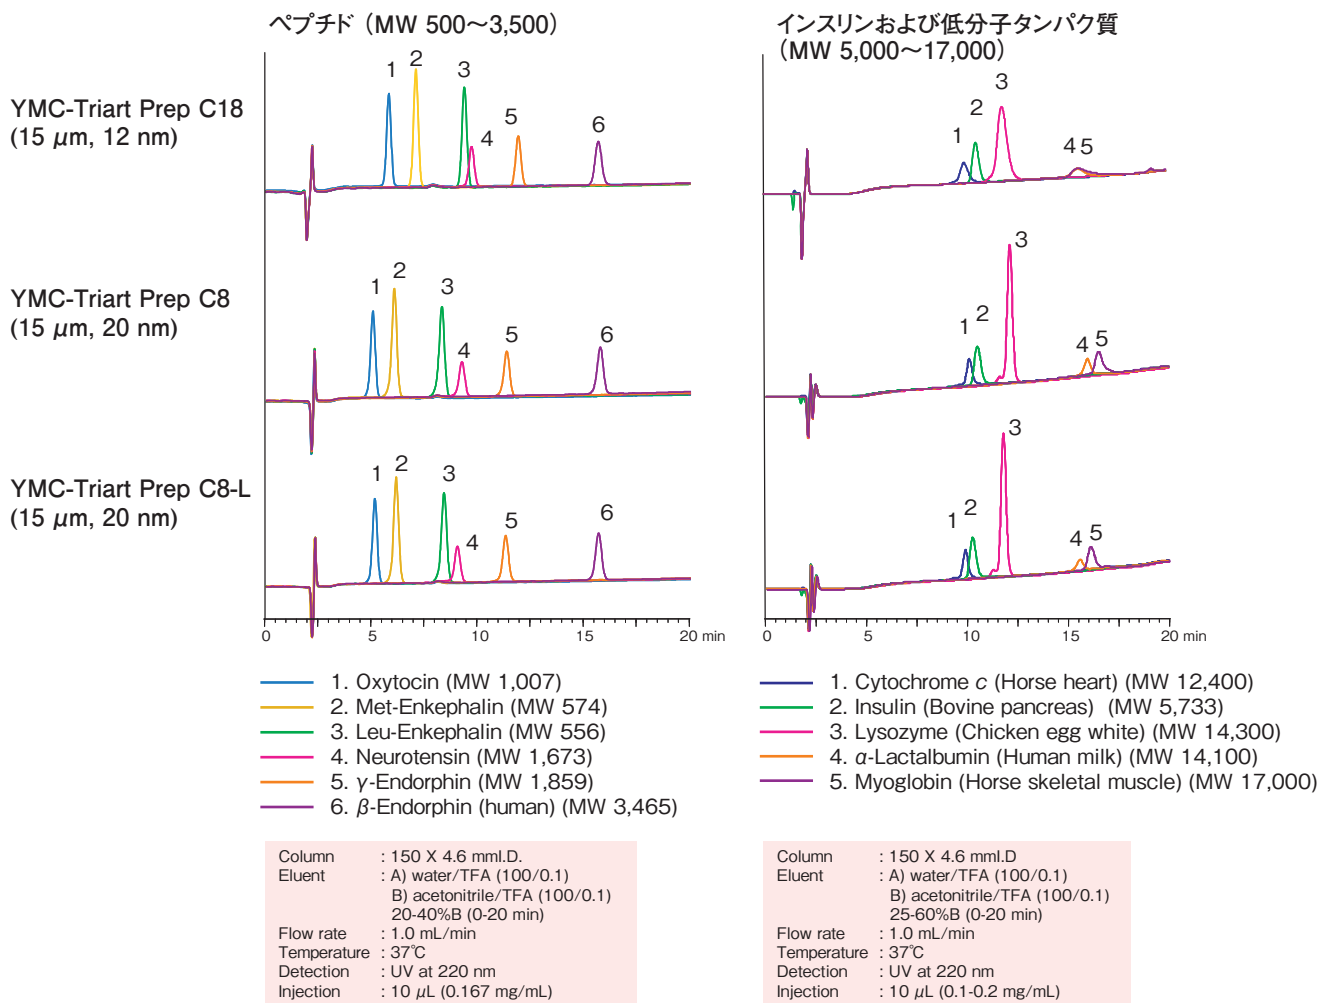 ペプチド（MW 500～3,500）
インスリンおよび低分子タンパク質
（MW 5,000～17,000）
YMC-Triart Prep C18
(15 μm, 12 nm)
1
2
3
4
5
6
1
2
3
4 5
YMC-Triart Prep C8
(15 μm, 20 nm)
1
2
3
4
5
6
1
2
3
4
5
YMC-Triart Prep C8-L
(15 μm, 20 nm)
1
2
3
4
5
6
1
2
3
4
5
0 5 10 15 20 min
0 5 10 15 20 min
1. Oxytocin (MW 1,007)
2. Met-Enkephalin (MW 574)
3. Leu-Enkephalin (MW 556)
4. Neurotensin (MW 1,673)
5. γ-Endorphin (MW 1,859)
6. β-Endorphin (human) (MW 3,465)
1. Cytochrome c (Horse heart) (MW 12,400)
2. Insulin (Bovine pancreas) (MW 5,733)
3. Lysozyme (Chicken egg white) (MW 14,300)
4. α-Lactalbumin (Human milk) (MW 14,100)
5. Myoglobin (Horse skeletal muscle) (MW 17,000)
Column : 150 X 4.6 mmI.D.
Eluent : A) water/TFA (100/0.1)
B) acetonitrile/TFA (100/0.1)
20-40%B (0-20 min)
Flow rate : 1.0 mL/min
Temperature : 37℃
Detection : UV at 220 nm
Injection : 10 μL (0.167 mg/mL)
Column : 150 X 4.6 mmI.D
Eluent : A) water/TFA (100/0.1)
B) acetonitrile/TFA (100/0.1)
25-60%B (0-20 min)
Flow rate : 1.0 mL/min
Temperature : 37℃
Detection : UV at 220 nm
Injection : 10 μL (0.1-0.2 mg/mL)